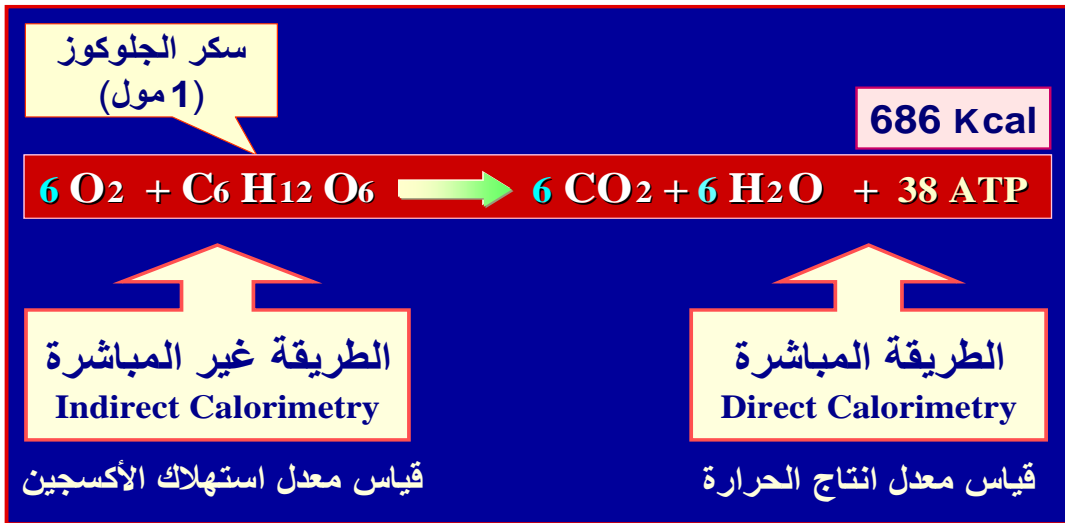 سكر الجلوكوز
(1 مول)
686 Kcal
6 O2 + C6 H12 O6 6 CO2 + 6 H2O + 38 ATP
الطريقة غير المباشرة
Indirect Calorimetry
قياس معدل استهلاك الأكسجين
الطريقة المباشرة
Direct Calorimetry
قياس معدل انتاج الحرارة